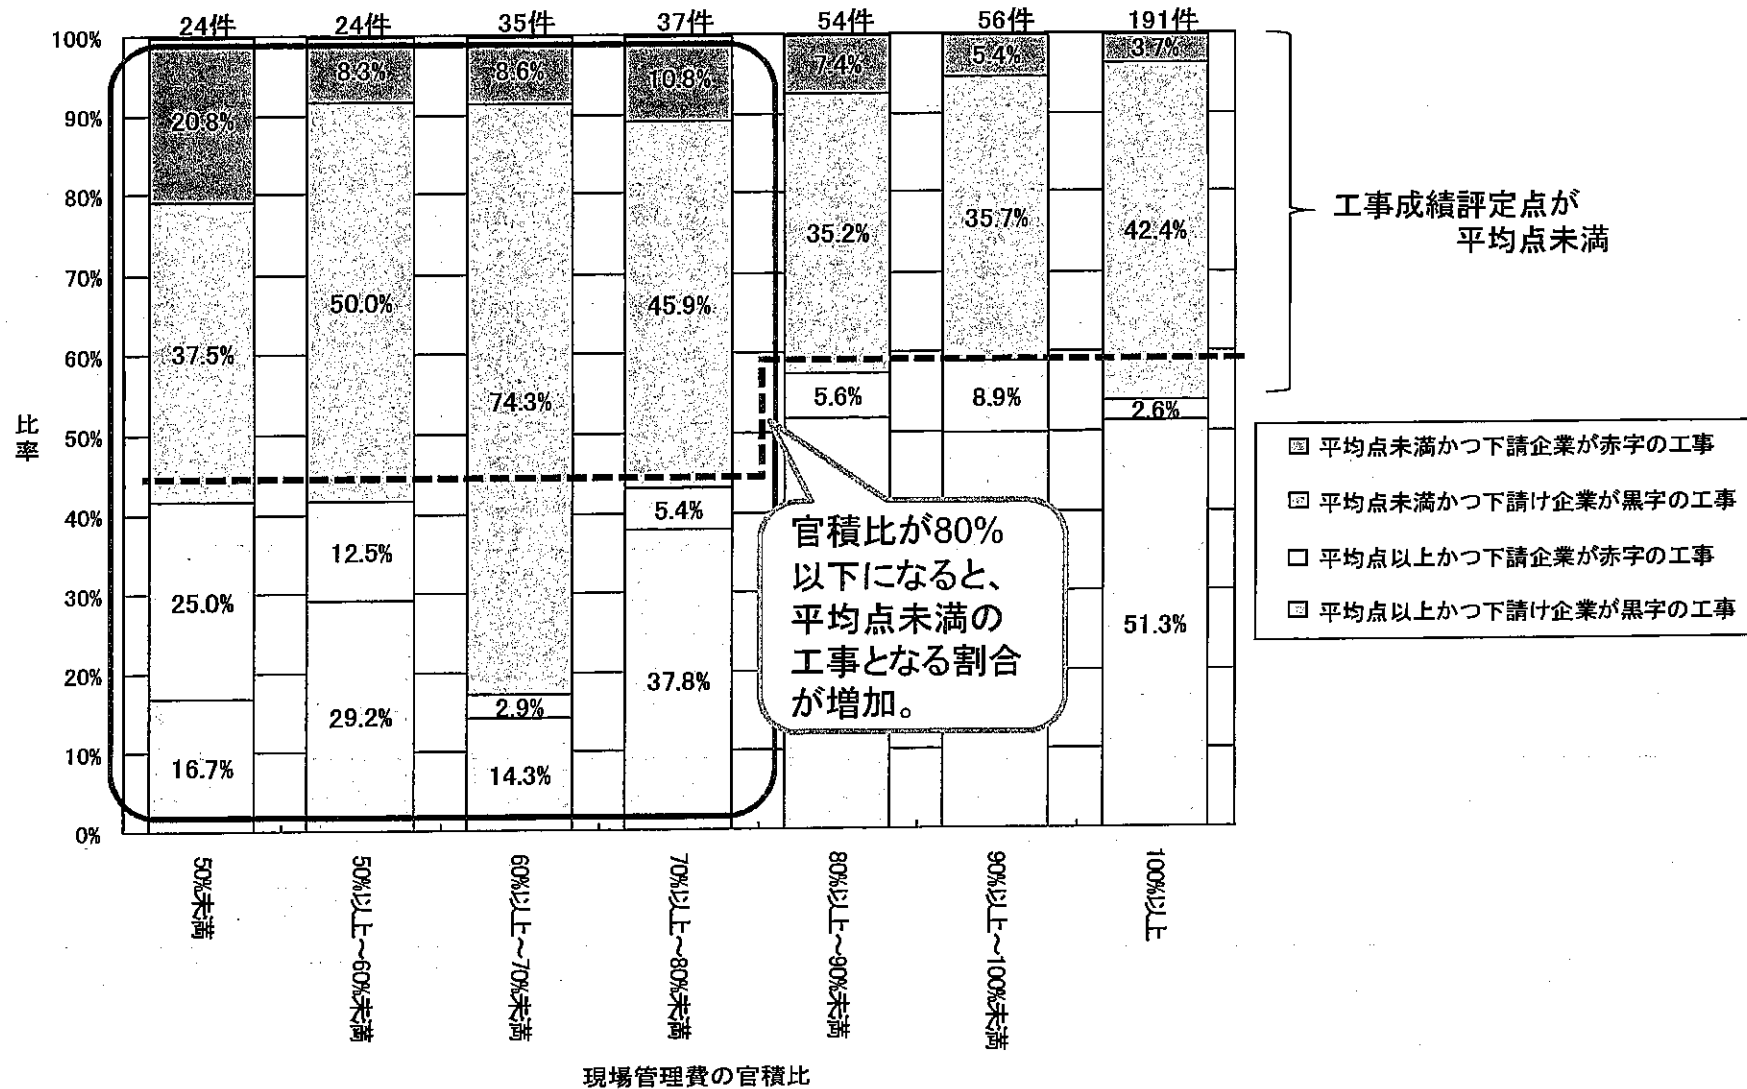 24件 24件 35件 37件 54件 56件 191件
100%
90%
80%
70%
60%
50%
40%
30%
20%
10%
0%
比率
20.8% 8.3% 8.6% 10.8% 7.4% 5.4% 3.7%
37.5% 50.0% 74.3% 45.9% 35.2% 35.7% 42.4%
25.0% 12.5% 2.9% 5.4% 5.6% 8.9% 2.6%
16.7% 29.2% 14.3% 37.8% 51.3%
官積比が80%
以下になると、
平均点未満の
工事となる割合
が増加。
工事成績評定点が
平均点未満
平均点未満かつ下請企業が赤字の工事
平均点未満かつ下請け企業が黒字の工事
平均点以上かつ下請企業が赤字の工事
平均点以上かつ下請け企業が黒字の工事
50%未満
50%以上~60%未満
60%以上~70%未満
70%以上~80%未満
80%以上~90%未満
90%以上~100%未満
100%以上
現場管理費の官積比